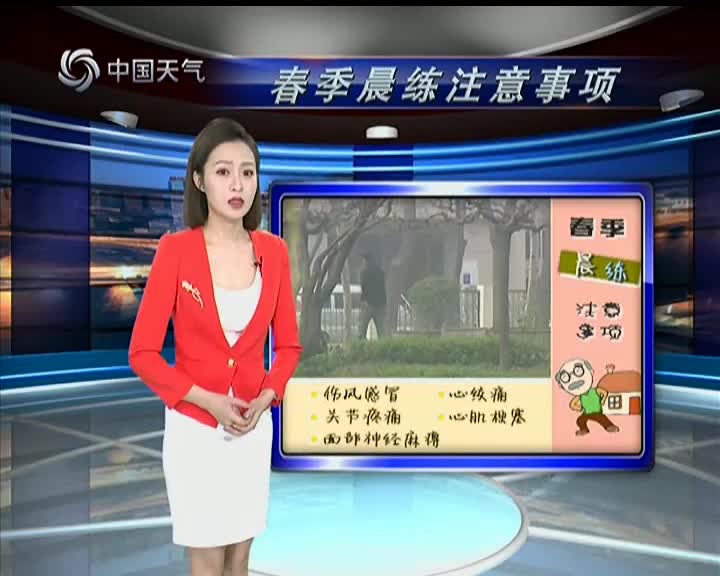 中国天气
春季晨练注意事项
春季
晨练
注意
事项
伤风感冒
心绞痛
关节疼痛
心肌梗塞
面部神经麻痹